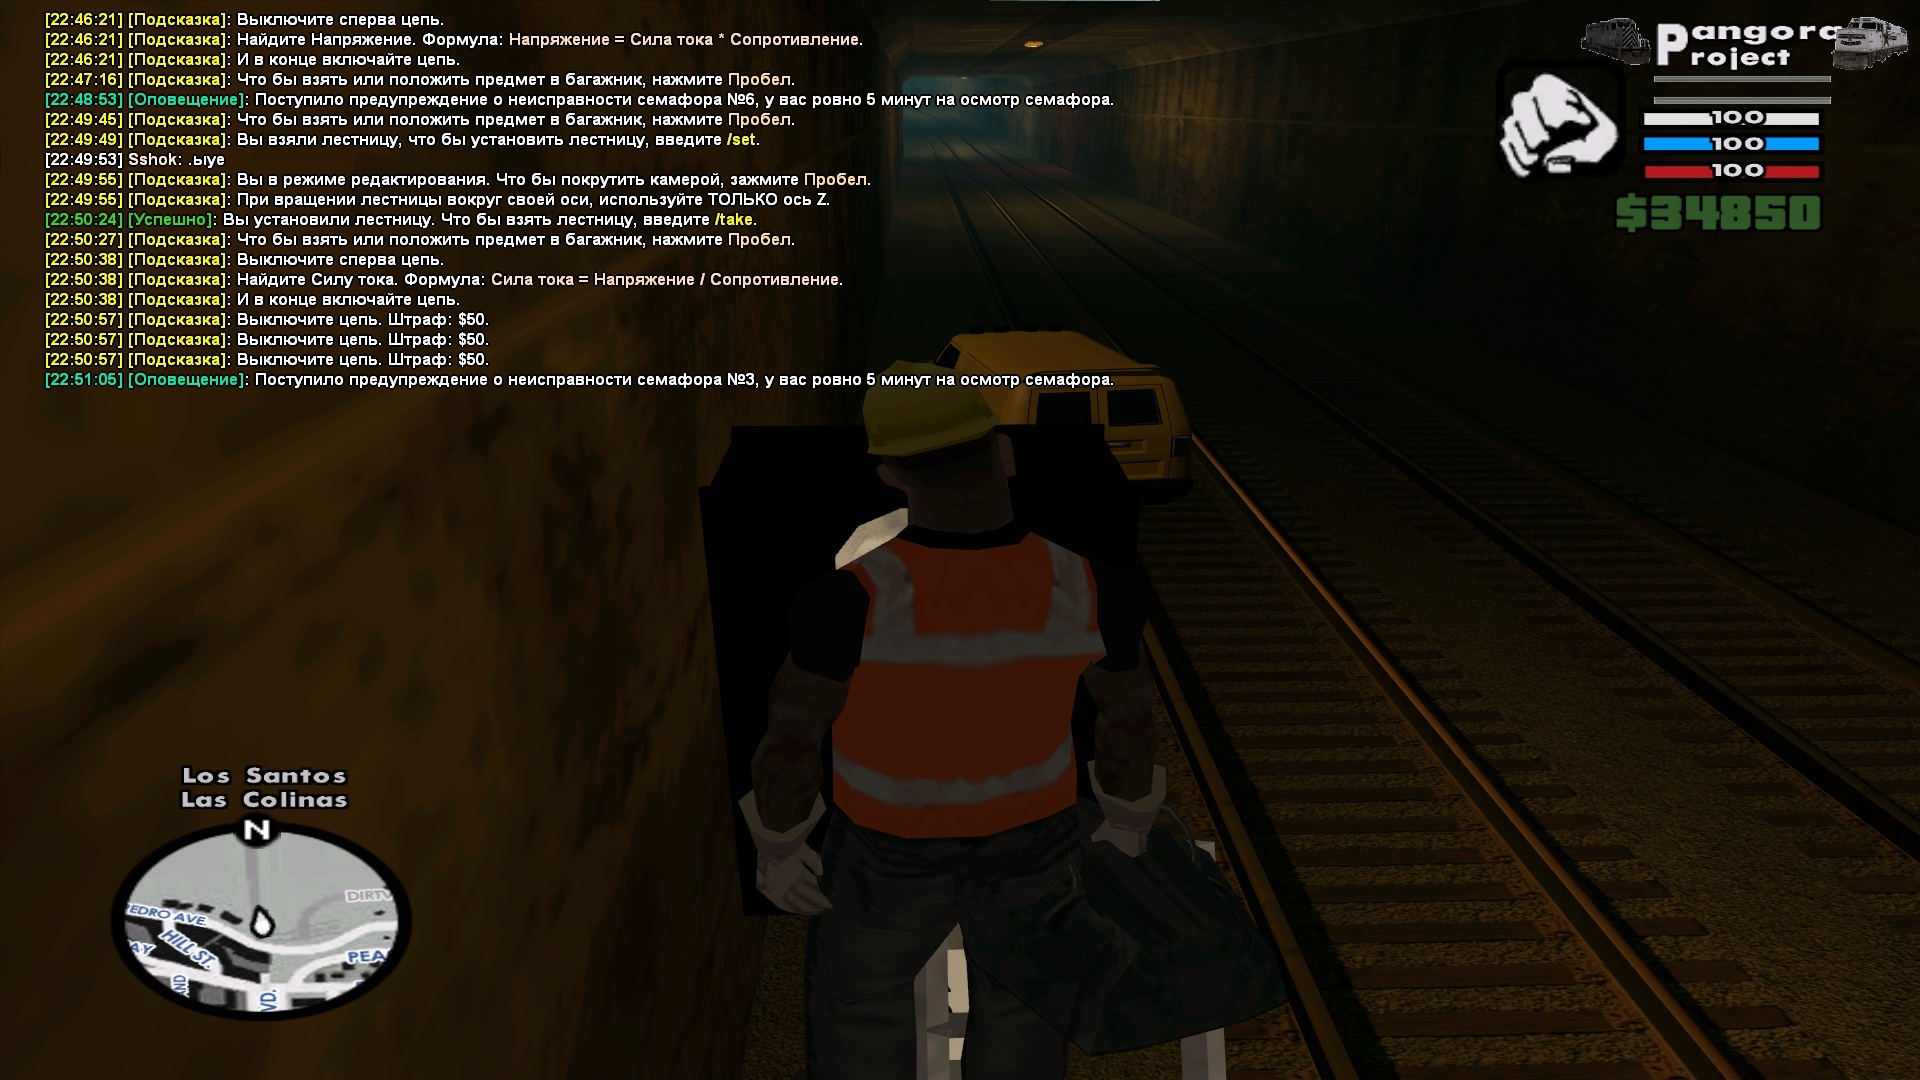 [22:46:21] [Подсказка]: Выключите сперва цепь.
[22:46:21] [Подсказка]: Найдите Напряжение. Формула: Напряжение = Сила тока * Сопротивление.
[22:46:21] [Подсказка]: И в конце включайте цепь.
[22:47:16] [Подсказка]: Что бы взять или положить предмет в багажник, нажмите Пробел.
[22:48:53] [Оповещение]: Поступило предупреждение о неисправности семафора №6, у вас ровно 5 минут на осмотр семафора.
[22:49:45] [Подсказка]: Что бы взять или положить предмет в багажник, нажмите Пробел.
[22:49:49] [Подсказка]: Вы взяли лестницу, что бы установить лестницу, введите /set.
[22:49:53] Sshok: .ыуе
[22:49:55] [Подсказка]: Вы в режиме редактирования. Что бы покрутить камерой, зажмите Пробел.
[22:49:55] [Подсказка]: При вращении лестницы вокруг своей оси, используйте ТОЛЬКО ось Z.
[22:50:24] [Успешно]: Вы установили лестницу. Что бы взять лестницу, введите /take.
[22:50:27] [Подсказка]: Что бы взять или положить предмет в багажник, нажмите Пробел.
[22:50:38] [Подсказка]: Выключите сперва цепь.
[22:50:38] [Подсказка]: Найдите Силу тока. Формула: Сила тока = Напряжение / Сопротивление.
[22:50:38] [Подсказка]: И в конце включайте цепь.
[22:50:57] [Подсказка]: Выключите цепь. Штраф: $50.
[22:50:57] [Подсказка]: Выключите цепь. Штраф: $50.
[22:50:57] [Подсказка]: Выключите цепь. Штраф: $50.
[22:51:05] [Оповещение]: Поступило предупреждение о неисправности семафора №3, у вас ровно 5 минут на осмотр семафора.
Pangora
Project
100
100
100
$34850
Los Santos
Las Colinas
N
DIRTY
EDRO AVE.
HILL ST.
AY
PEA
AND
VD.